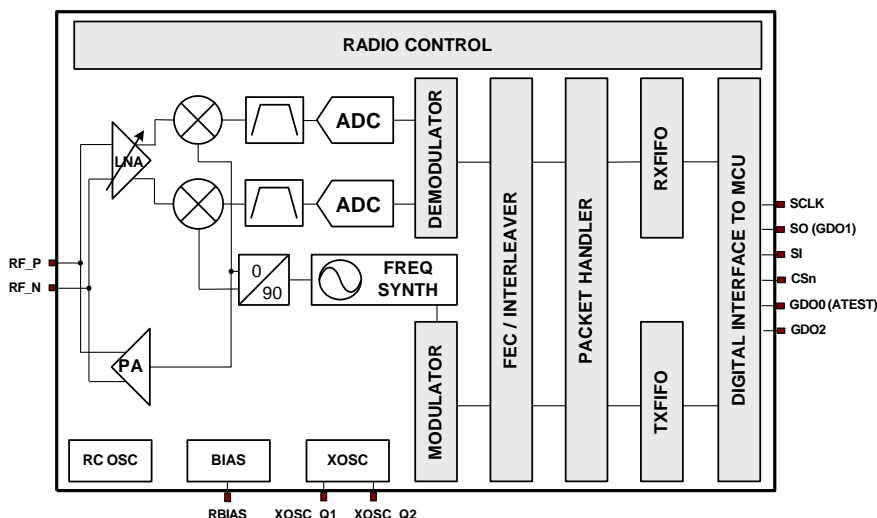 RADIO CONTROL
LNA
ADC
ADC
DEMODULATOR
FEC / INTERLEAVER
PACKET HANDLER
RXFIFO
DIGITAL INTERFACE TO MCU
SCLK
SO (GDO1)
SI
CSn
GDO0 (ATEST)
GDO2
RF_P
RF_N
0
90
FREQ
SYNTH
PA
MODULATOR
TXFIFO
RC OSC
BIAS
XOSC
RBIAS
XOSC_Q1
XOSC_Q2